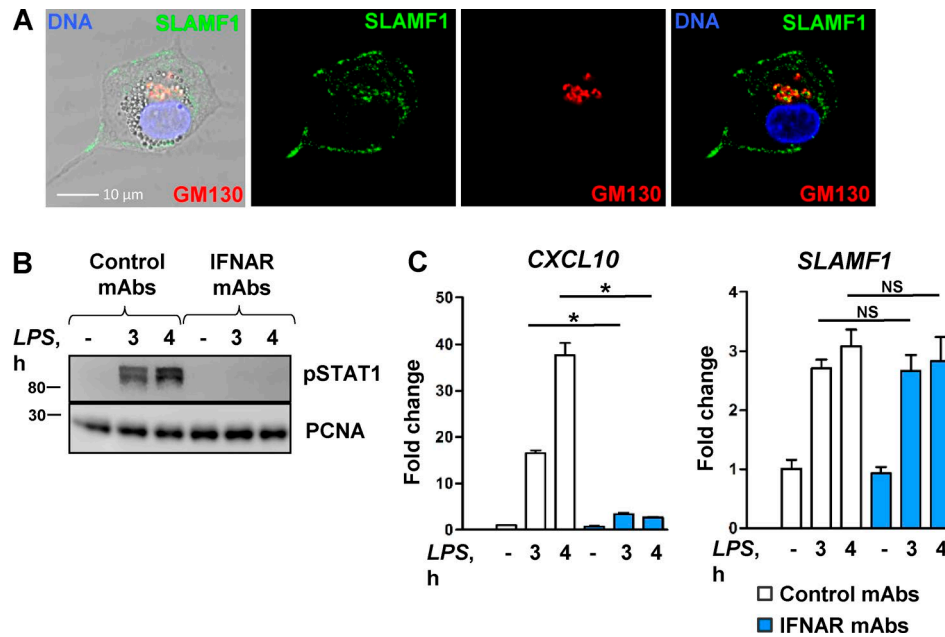 A
DNA SLAMF1
10 µm
GM130
SLAMF1
GM130
DNA SLAMF1
GM130
B
Control mAbs
IFNAR mAbs
LPS, h - 3 4 - 3 4
80
pSTAT1
30
PCNA
C
CXCL10
Fold change
50
40
30
20
10
0
*
*
LPS, h - 3 4 - 3 4
SLAMF1
Fold change
4
3
2
1
0
NS
NS
LPS, h - 3 4 - 3 4
Control mAbs
IFNAR mAbs